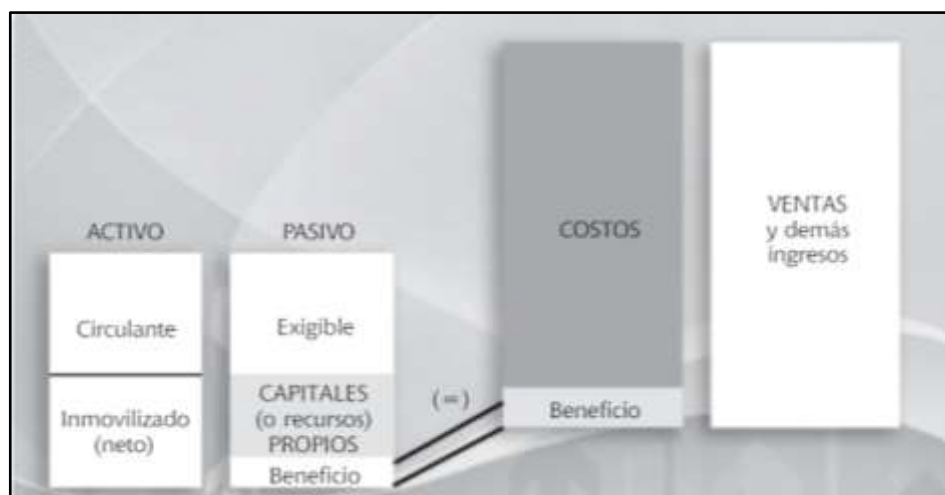 ACTIVO
PASIVO
Circulante
Inmovilizado
(neto)
Exigible
CAPITALES
(o recursos)
PROPIOS
Beneficio
(=)
COSTOS
Beneficio
VENTAS
y demás
ingresos